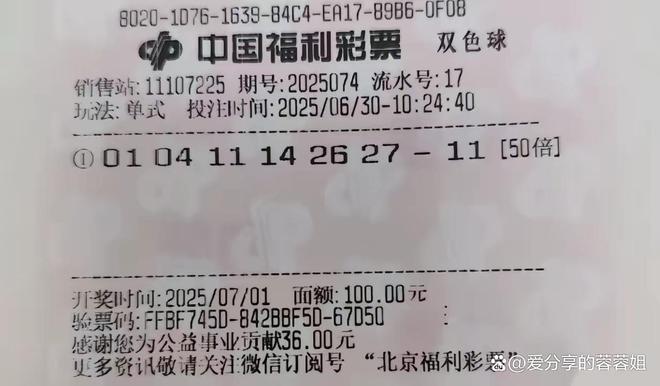 8020-1D76-1639-84C4-EA17-89B6-0F08
中国福利彩票 双色球
销售站:11107225 期号:2025074 流水号:17
玩法:单式 投注时间:2025/06/30-10:24:40
① 01 04 11 14 26 27 - 11 [50倍]
开奖时间:2025/07/01 面额:100.00元
验票码:FFBF745D-842BBF5D-67D50
感谢您为公益事业贡献36.00元
更多资讯敬请关注微信订阅号 “北京福利彩票”
@爱分享的蓉蓉姐